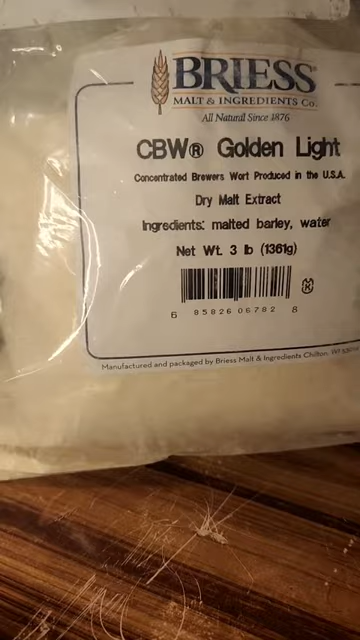 BRIESS®
MALT & INGREDIENTS Co.
All Natural Since 1876
CBW® Golden Light
Concentrated Brewers Wort Produced in the U.S.A.
Dry Malt Extract
Ingredients: malted barley, water
Net Wt. 3 lb (1361g)
6 85826 06782 8
Manufactured and packaged by Briess Malt & Ingredients Chilton, WI